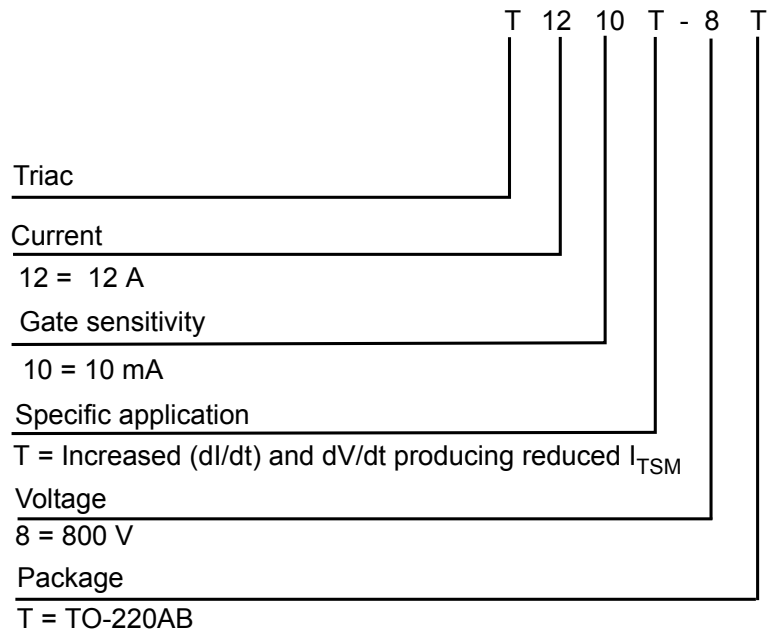 T 12 10 T - 8 T
Triac
Current
12 = 12 A
Gate sensitivity
10 = 10 mA
Specific application
T = Increased (dI/dt) and dV/dt producing reduced ITSM
Voltage
8 = 800 V
Package
T = TO-220AB